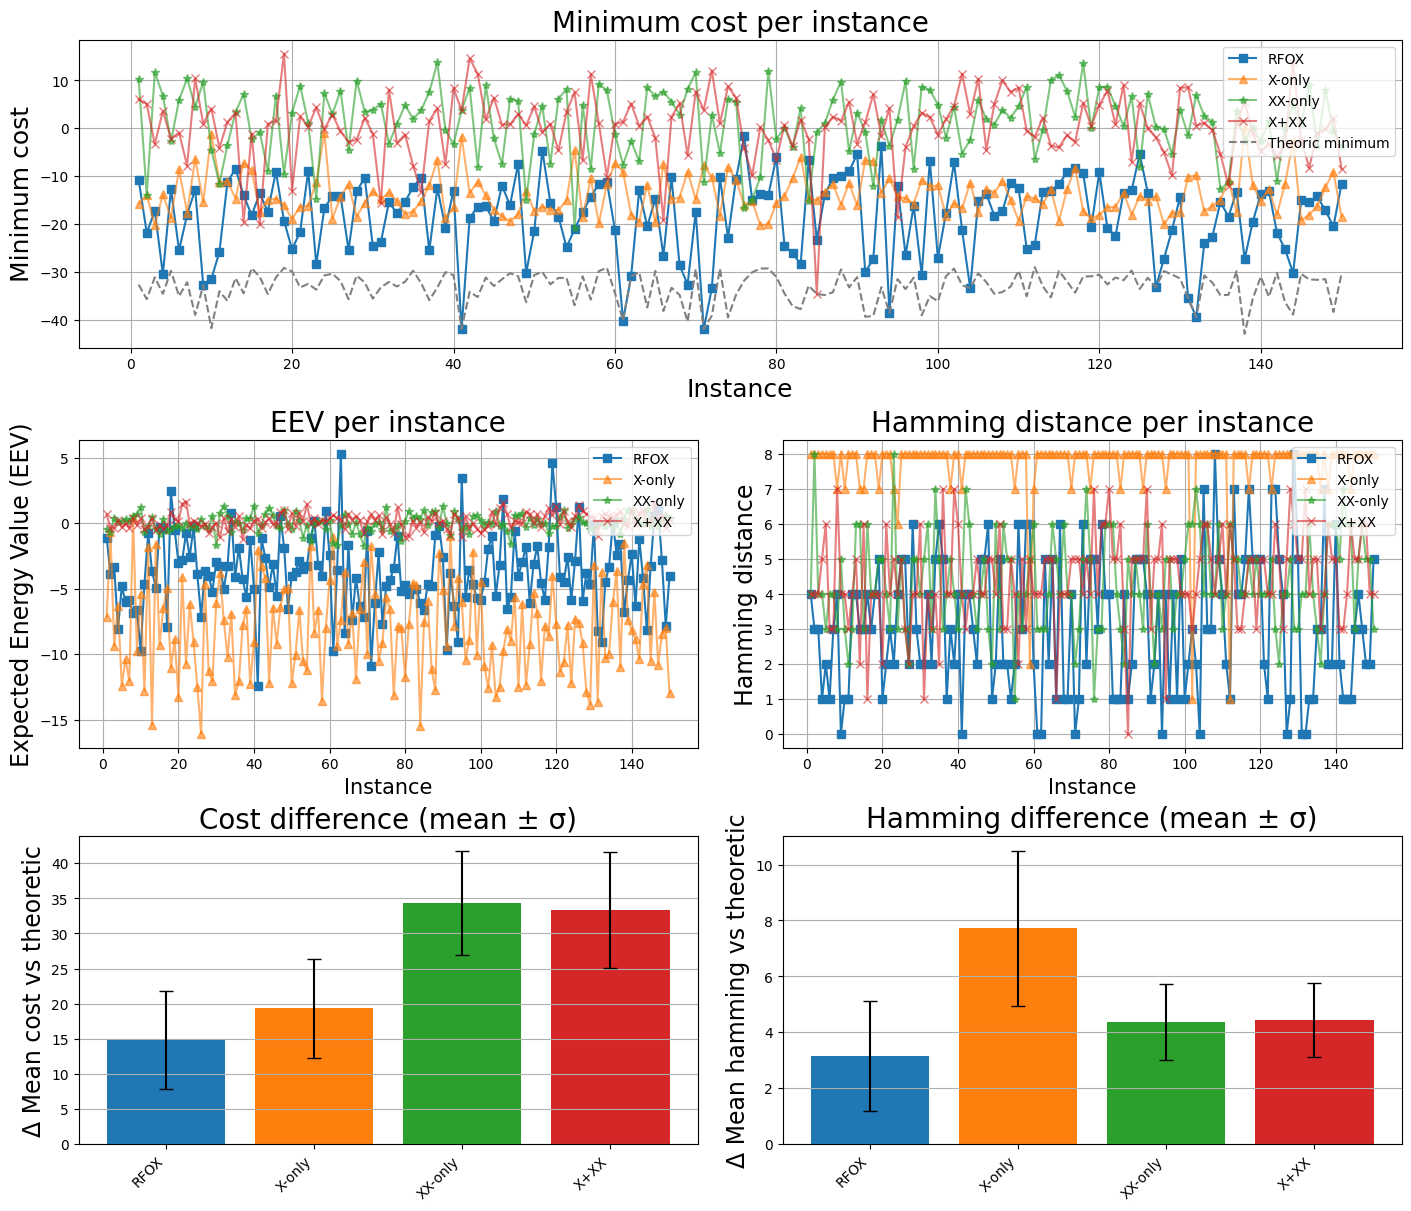 Minimum cost per instance
Minimum cost
10
0
−10
−20
−30
−40
RFOX
X-only
XX-only
X+XX
Theoric minimum
0 20 40 60 80 100 120 140
Instance
EEV per instance
Expected Energy Value (EEV)
5
0
−5
−10
−15
RFOX
X-only
XX-only
X+XX
0 20 40 60 80 100 120 140
Instance
Hamming distance per instance
Hamming distance
8
7
6
5
4
3
2
1
0
RFOX
X-only
XX-only
X+XX
0 20 40 60 80 100 120 140
Instance
Cost difference (mean ± σ)
Δ Mean cost vs theoretic
40
35
30
25
20
15
10
5
0
RFOX
X-only
XX-only
X+XX
Hamming difference (mean ± σ)
Δ Mean hamming vs theoretic
10
8
6
4
2
0
RFOX
X-only
XX-only
X+XX